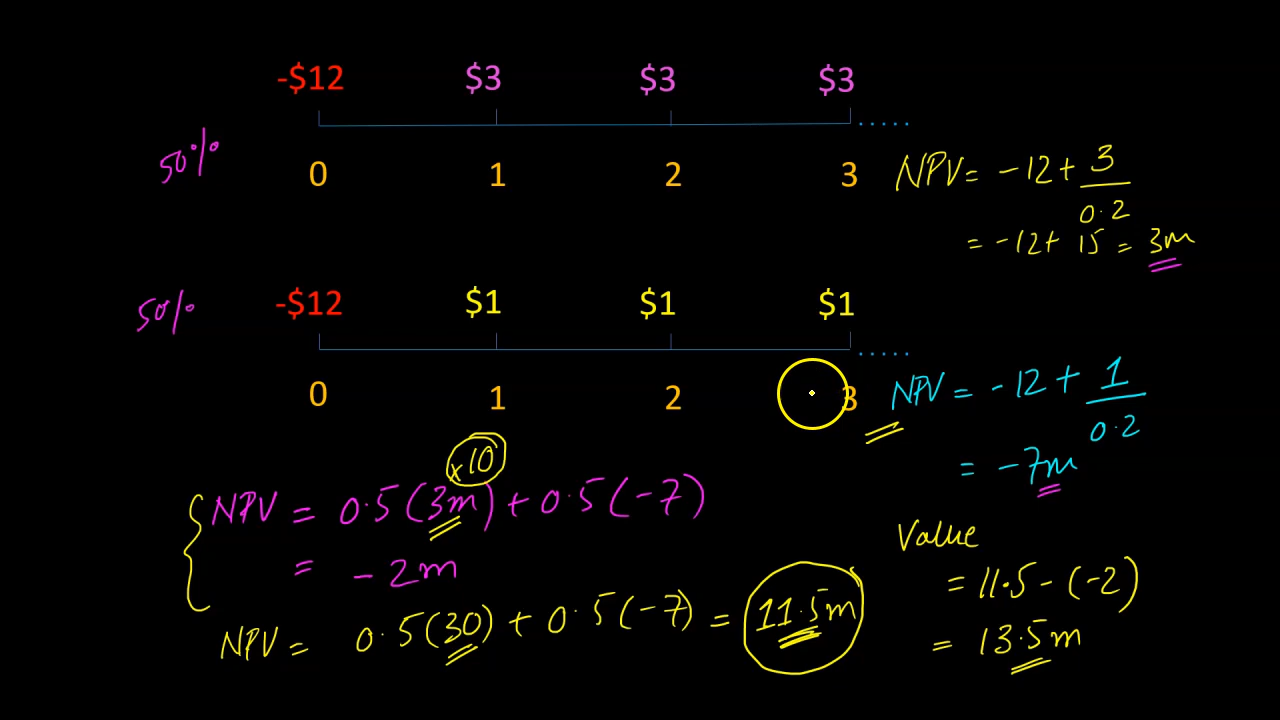 -$12 $3 $3 $3
.....
50%
0 1 2 3
NPV = -12 + 3/0.2
= -12 + 15 = 3m
50%
-$12 $1 $1 $1
.....
0 1 2 3
NPV = -12 + 1/0.2
= -7m
x10
NPV = 0.5(3m) + 0.5(-7)
= -2m
NPV = 0.5(30) + 0.5(-7) = 11.5m
Value
= 11.5 - (-2)
= 13.5m